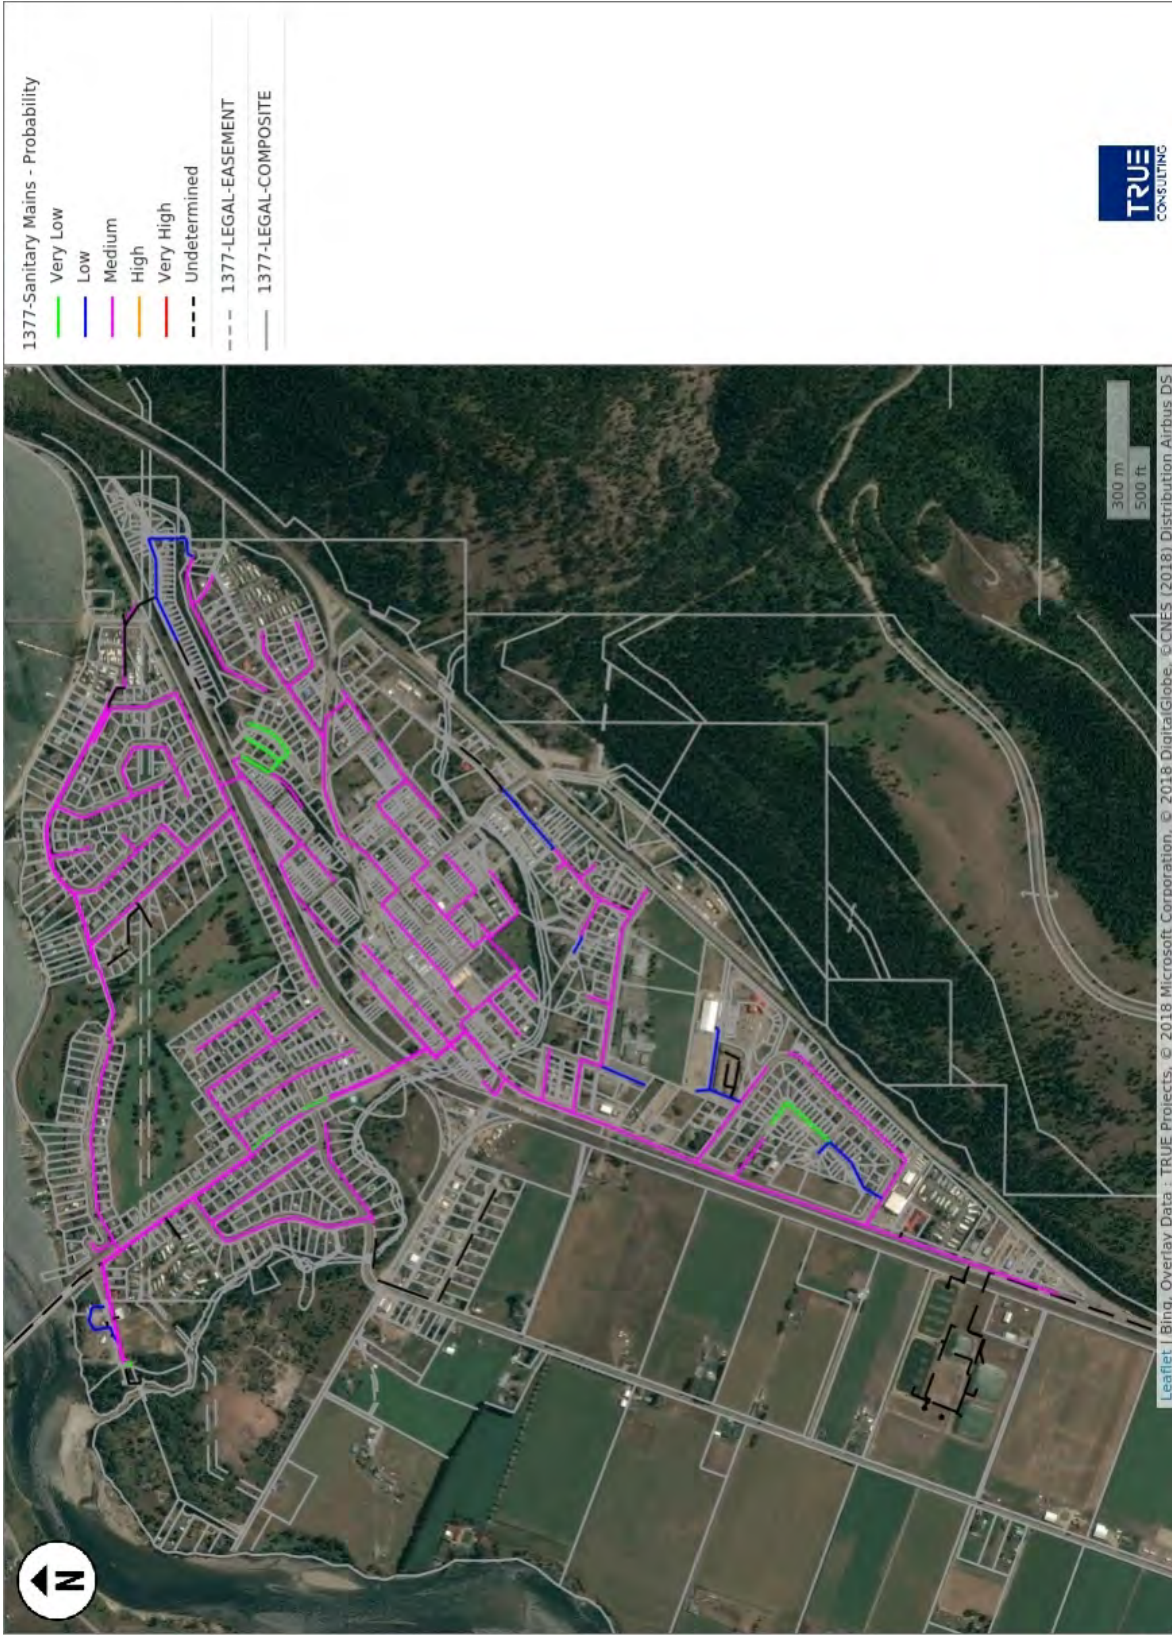 1377-Sanitary Mains - Probability
Very Low
Low
Medium
High
Very High
Undetermined
1377-LEGAL-EASEMENT
1377-LEGAL-COMPOSITE
N
300 m
500 ft
TRUE
CONSULTING
Leaflet | Bing, Overlay Data: TRUE Projects, © 2018 Microsoft Corporation, © 2018 DigitalGlobe, ©CNES (2018) Distribution Airbus DS